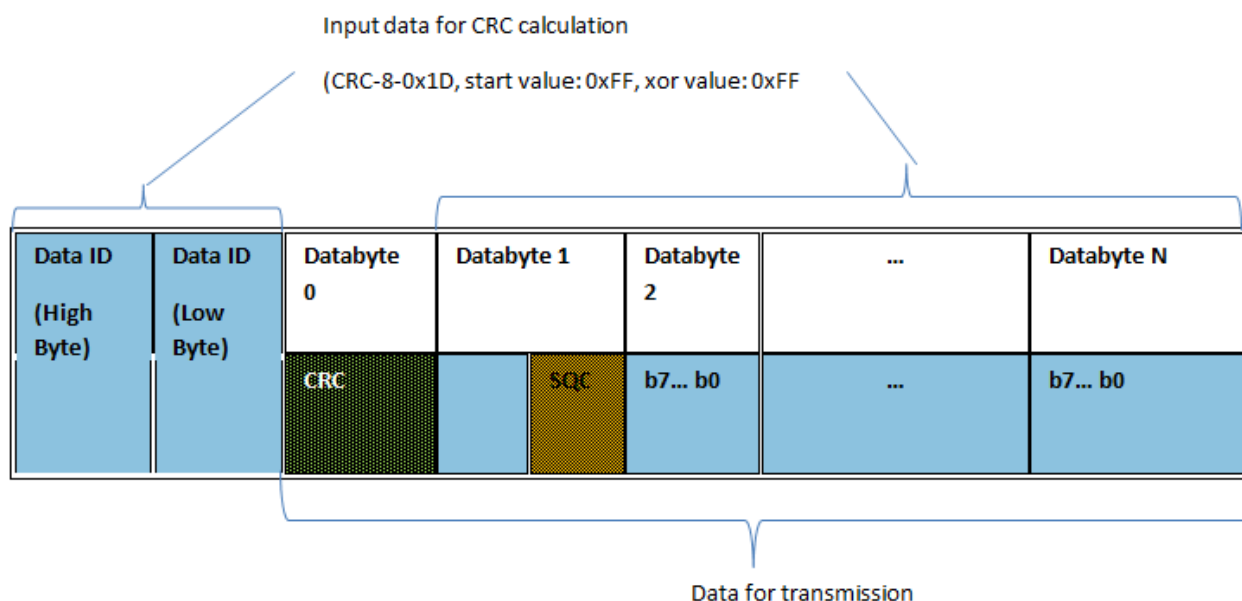 Input data for CRC calculation
(CRC-8-0x1D, start value: 0xFF, xor value: 0xFF
Data ID
(High
Byte)
Data ID
(Low
Byte)
Databyte
0
Databyte 1
Databyte
2
...
Databyte N
CRC
SQC
b7... b0
...
b7... b0
Data for transmission